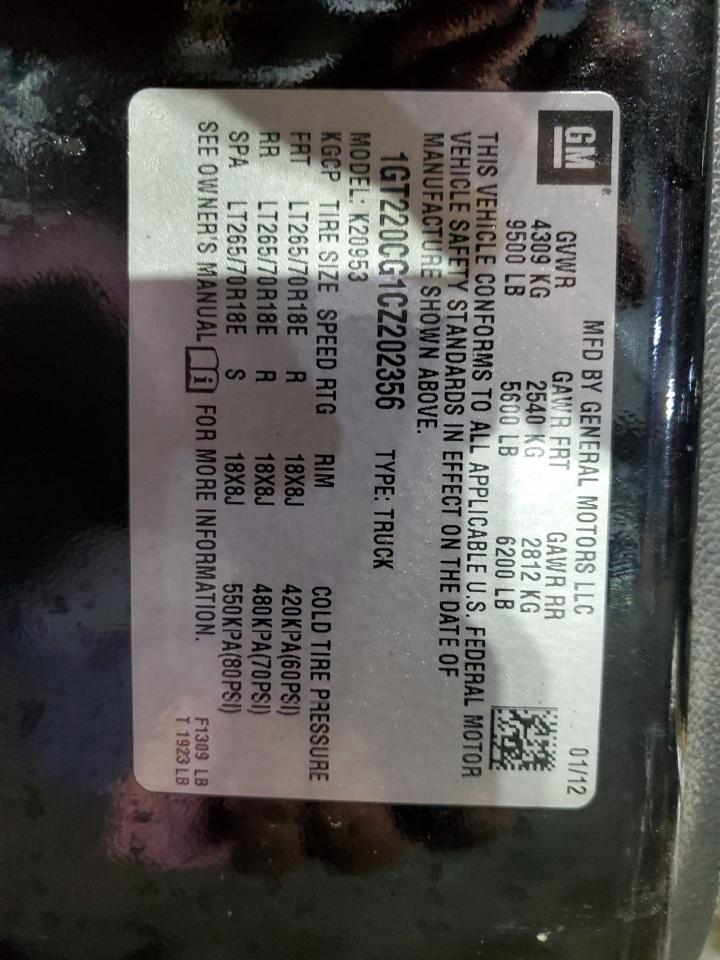 GM®
MFD BY GENERAL MOTORS LLC 01/12
GVWR GAWR FRT GAWR RR
4309 KG 2540 KG 2812 KG
9500 LB 5600 LB 6200 LB
THIS VEHICLE CONFORMS TO ALL APPLICABLE U.S. FEDERAL MOTOR
VEHICLE SAFETY STANDARDS IN EFFECT ON THE DATE OF
MANUFACTURE SHOWN ABOVE.
1GT220CG1CZ202356 TYPE: TRUCK
MODEL: K20953
KGCP TIRE SIZE SPEED RTG RIM COLD TIRE PRESSURE
FRT LT265/70R18E R 18X8J 420KPA(60PSI)
RR LT265/70R18E R 18X8J 480KPA(70PSI)
SPA LT265/70R18E S 18X8J 550KPA(80PSI)
SEE OWNER'S MANUAL i FOR MORE INFORMATION.
F1309 LB
T 1923 LB